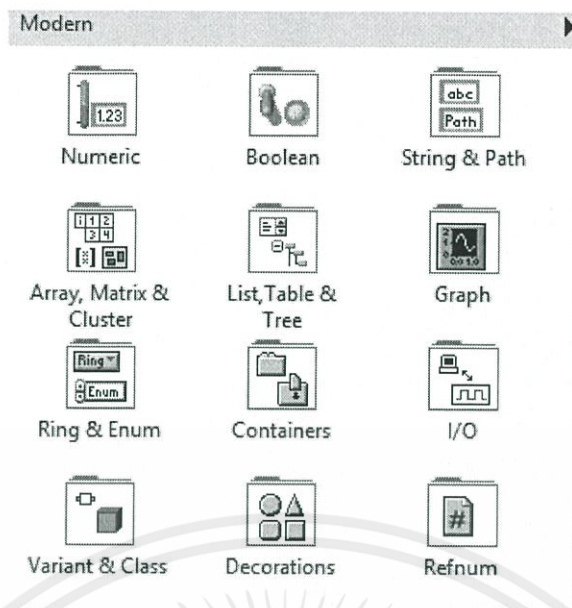 Modern
1.23
abc
Path
Numeric
Boolean
String & Path
i 1 2
3 4
Array, Matrix &
Cluster
List,Table &
Tree
Graph
Ring
Enum
Ring & Enum
Containers
I/O
#
Variant & Class
Decorations
Refnum